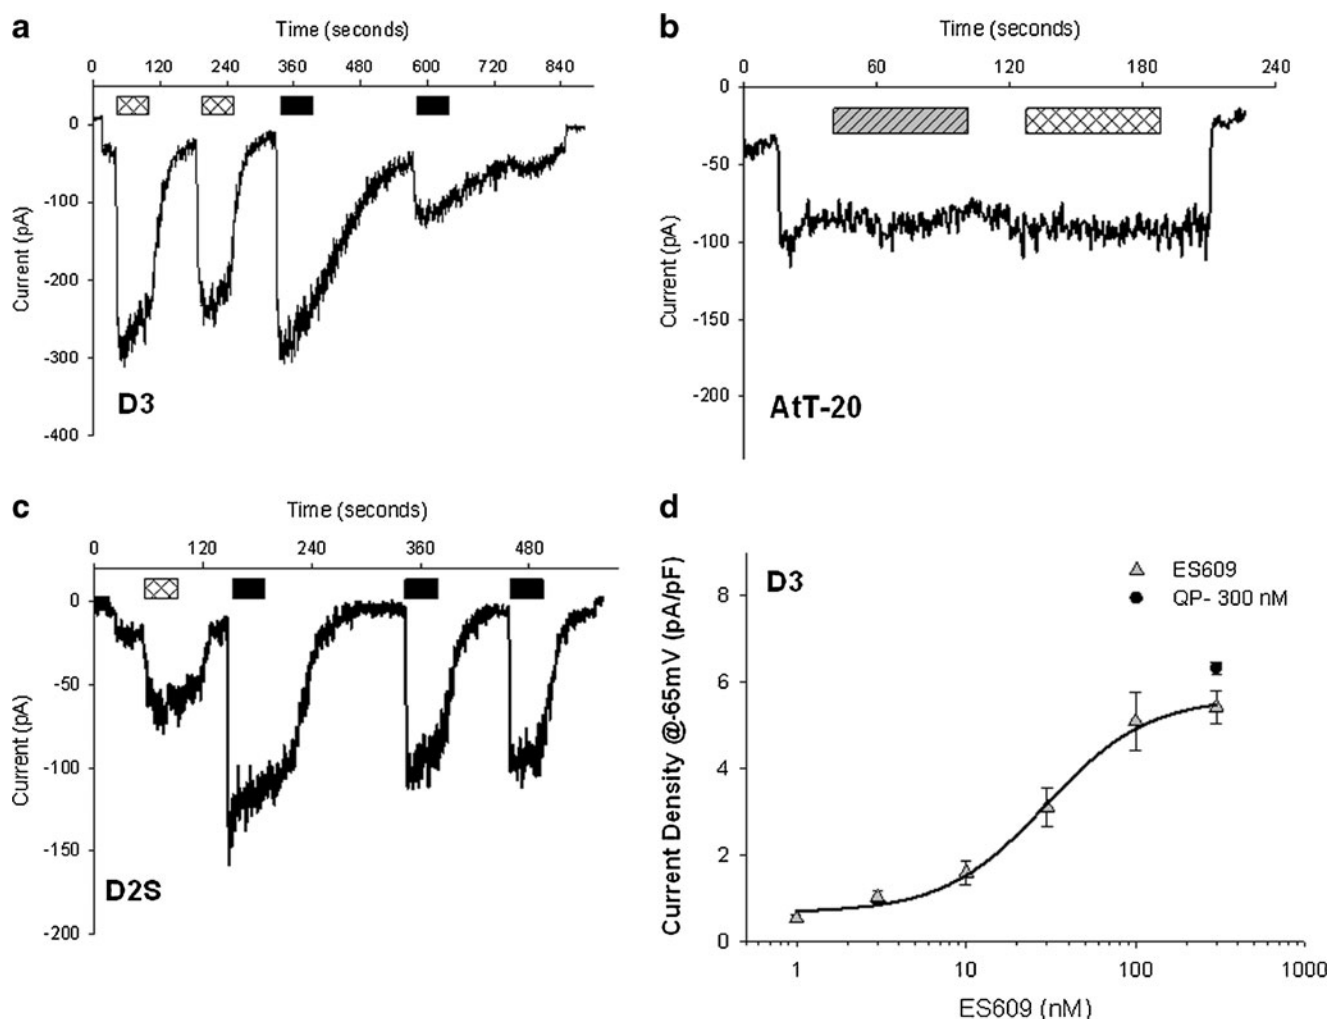 a
Time (seconds)
0 120 240 360 480 600 720 840
0
-100
-200
-300
-400
Current (pA)
D3
b
Time (seconds)
0 60 120 180 240
0
-50
-100
-150
-200
Current (pA)
AtT-20
c
Time (seconds)
0 120 240 360 480
0
-50
-100
-150
-200
Current (pA)
D2S
d
D3
ES609
QP- 300 nM
8
6
4
2
0
Current Density @-65mV (pA/pF)
1 10 100 1000
ES609 (nM)